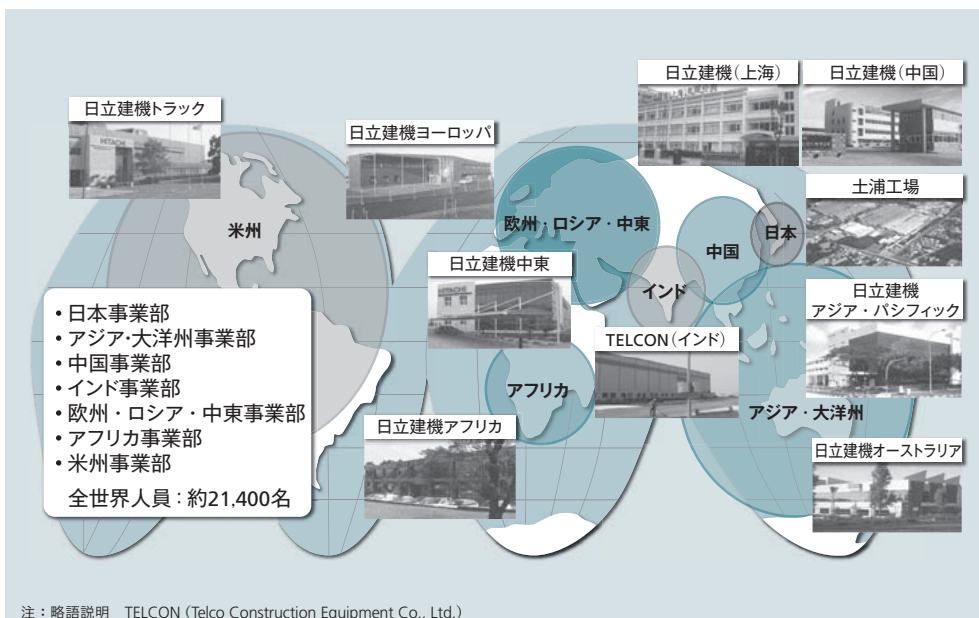 日立建機(上海)
日立建機(中国)
日立建機トラック
日立建機ヨーロッパ
HITACHI
土浦工場
米州
欧州・ロシア・中東
日本
中国
日立建機中東
インド
日立建機
アジア・パシフィック
・日本事業部
・アジア・大洋州事業部
・中国事業部
・インド事業部
・欧州・ロシア・中東事業部
・アフリカ事業部
・米州事業部
全世界人員：約21,400名
HITACHI
TELCON(インド)
アフリカ
アジア・大洋州
日立建機アフリカ
日立建機オーストラリア
注：略語説明　TELCON (Telco Construction Equipment Co., Ltd.)